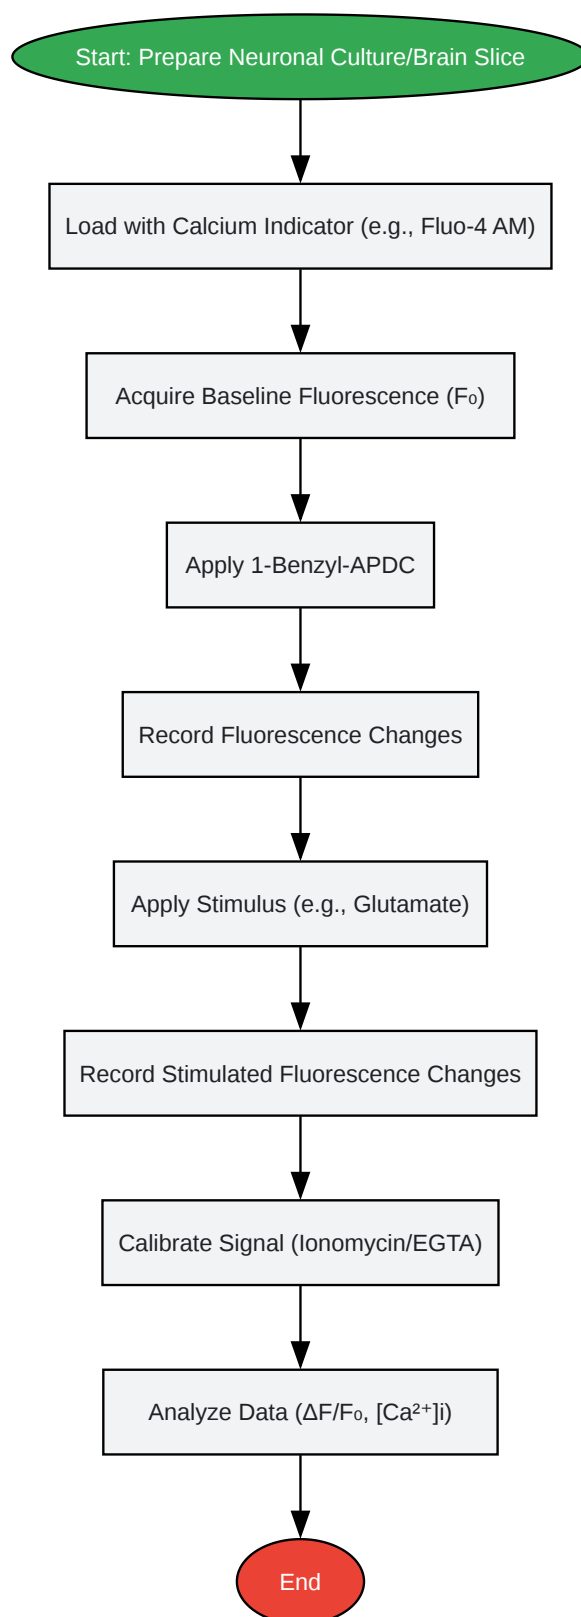 Start: Prepare Neuronal Culture/Brain Slice
Load with Calcium Indicator (e.g., Fluo-4 AM)
Acquire Baseline Fluorescence (F₀)
Apply 1-Benzyl-APDC
Record Fluorescence Changes
Apply Stimulus (e.g., Glutamate)
Record Stimulated Fluorescence Changes
Calibrate Signal (Ionomycin/EGTA)
Analyze Data (ΔF/F₀, [Ca²⁺]i)
End